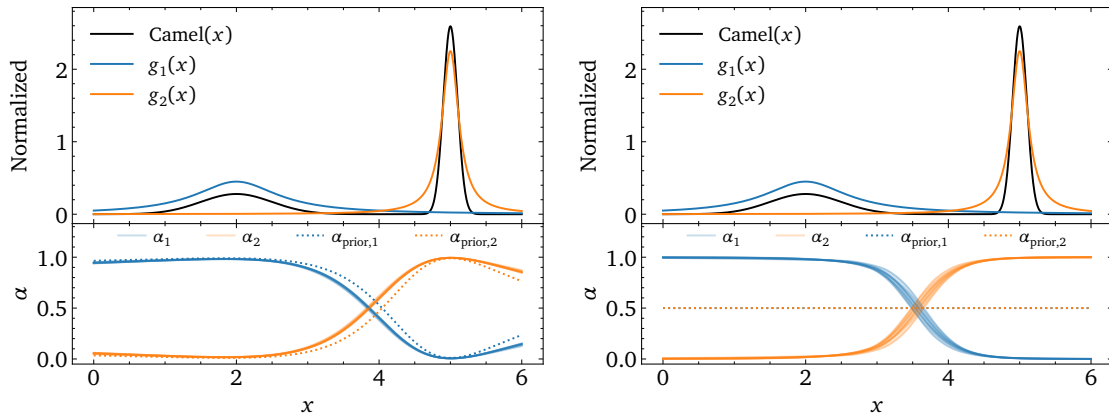 Normalized
2
1
0
Camel(x)
g₁(x)
g₂(x)
α
1.0
0.5
0.0
α₁ α₂ α_prior,1 α_prior,2
0 2 4 6
x
Normalized
2
1
0
Camel(x)
g₁(x)
g₂(x)
α
1.0
0.5
0.0
α₁ α₂ α_prior,1 α_prior,2
0 2 4 6
x